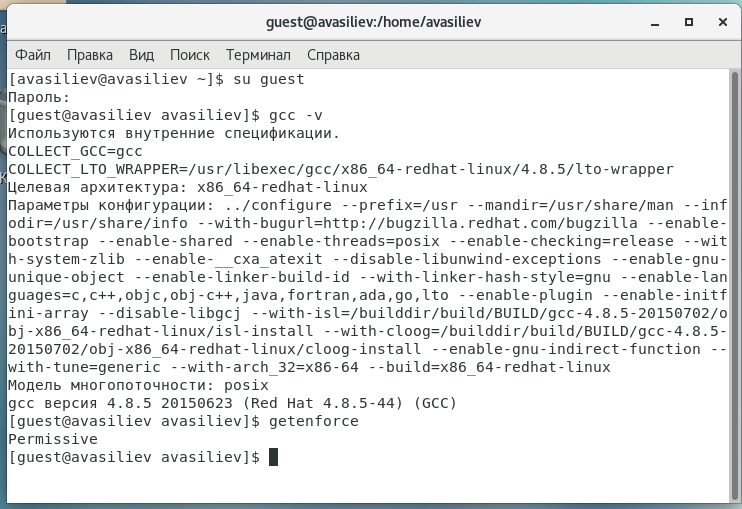 guest@avasiliev:/home/avasiliev
Файл Правка Вид Поиск Терминал Справка
[avasiliev@avasiliev ~]$ su guest
Пароль:
[guest@avasiliev avasiliev]$ gcc -v
Используются внутренние спецификации.
COLLECT_GCC=gcc
COLLECT_LTO_WRAPPER=/usr/libexec/gcc/x86_64-redhat-linux/4.8.5/lto-wrapper
Целевая архитектура: x86_64-redhat-linux
Параметры конфигурации: ../configure --prefix=/usr --mandir=/usr/share/man --inf
odir=/usr/share/info --with-bugurl=http://bugzilla.redhat.com/bugzilla --enable-
bootstrap --enable-shared --enable-threads=posix --enable-checking=release --wit
h-system-zlib --enable-__cxa_atexit --disable-libunwind-exceptions --enable-gnu-
unique-object --enable-linker-build-id --with-linker-hash-style=gnu --enable-lan
guages=c,c++,objc,obj-c++,java,fortran,ada,go,lto --enable-plugin --enable-initf
ini-array --disable-libgcj --with-isl=/builddir/build/BUILD/gcc-4.8.5-20150702/o
bj-x86_64-redhat-linux/isl-install --with-cloog=/builddir/build/BUILD/gcc-4.8.5-
20150702/obj-x86_64-redhat-linux/cloog-install --enable-gnu-indirect-function --
with-tune=generic --with-arch_32=x86-64 --build=x86_64-redhat-linux
Модель многопоточности: posix
gcc версия 4.8.5 20150623 (Red Hat 4.8.5-44) (GCC)
[guest@avasiliev avasiliev]$ getenforce
Permissive
[guest@avasiliev avasiliev]$